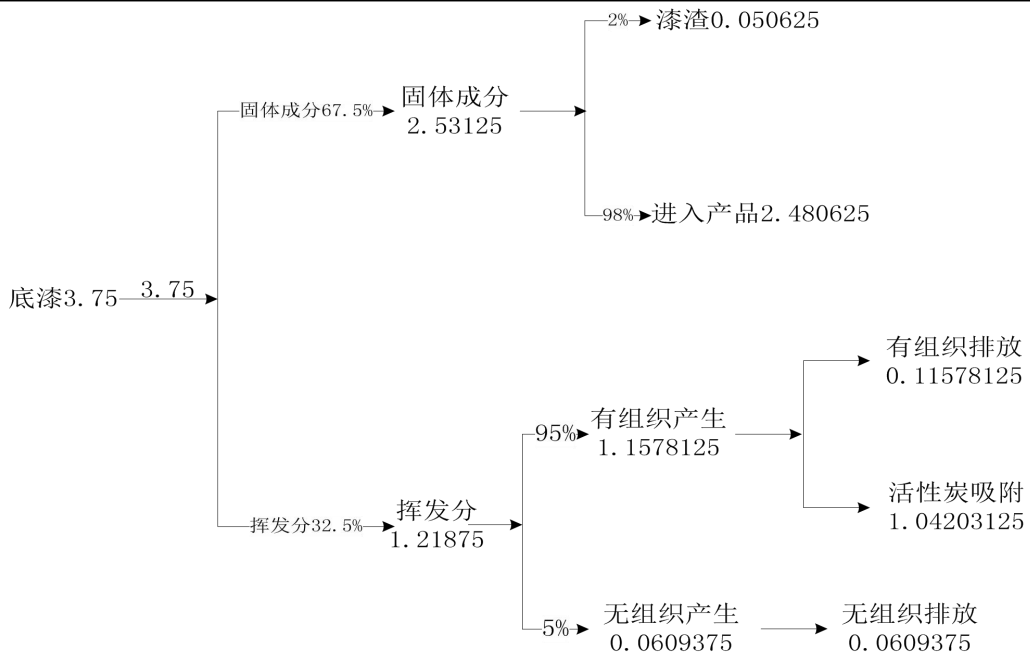 2%
漆渣0.050625
固体成分67.5%
固体成分
2.53125
98%
进入产品2.480625
底漆3.75
3.75
有组织排放
0.11578125
95%
有组织产生
1.1578125
活性炭吸附
1.04203125
挥发分32.5%
挥发分
1.21875
5%
无组织产生
0.0609375
无组织排放
0.0609375